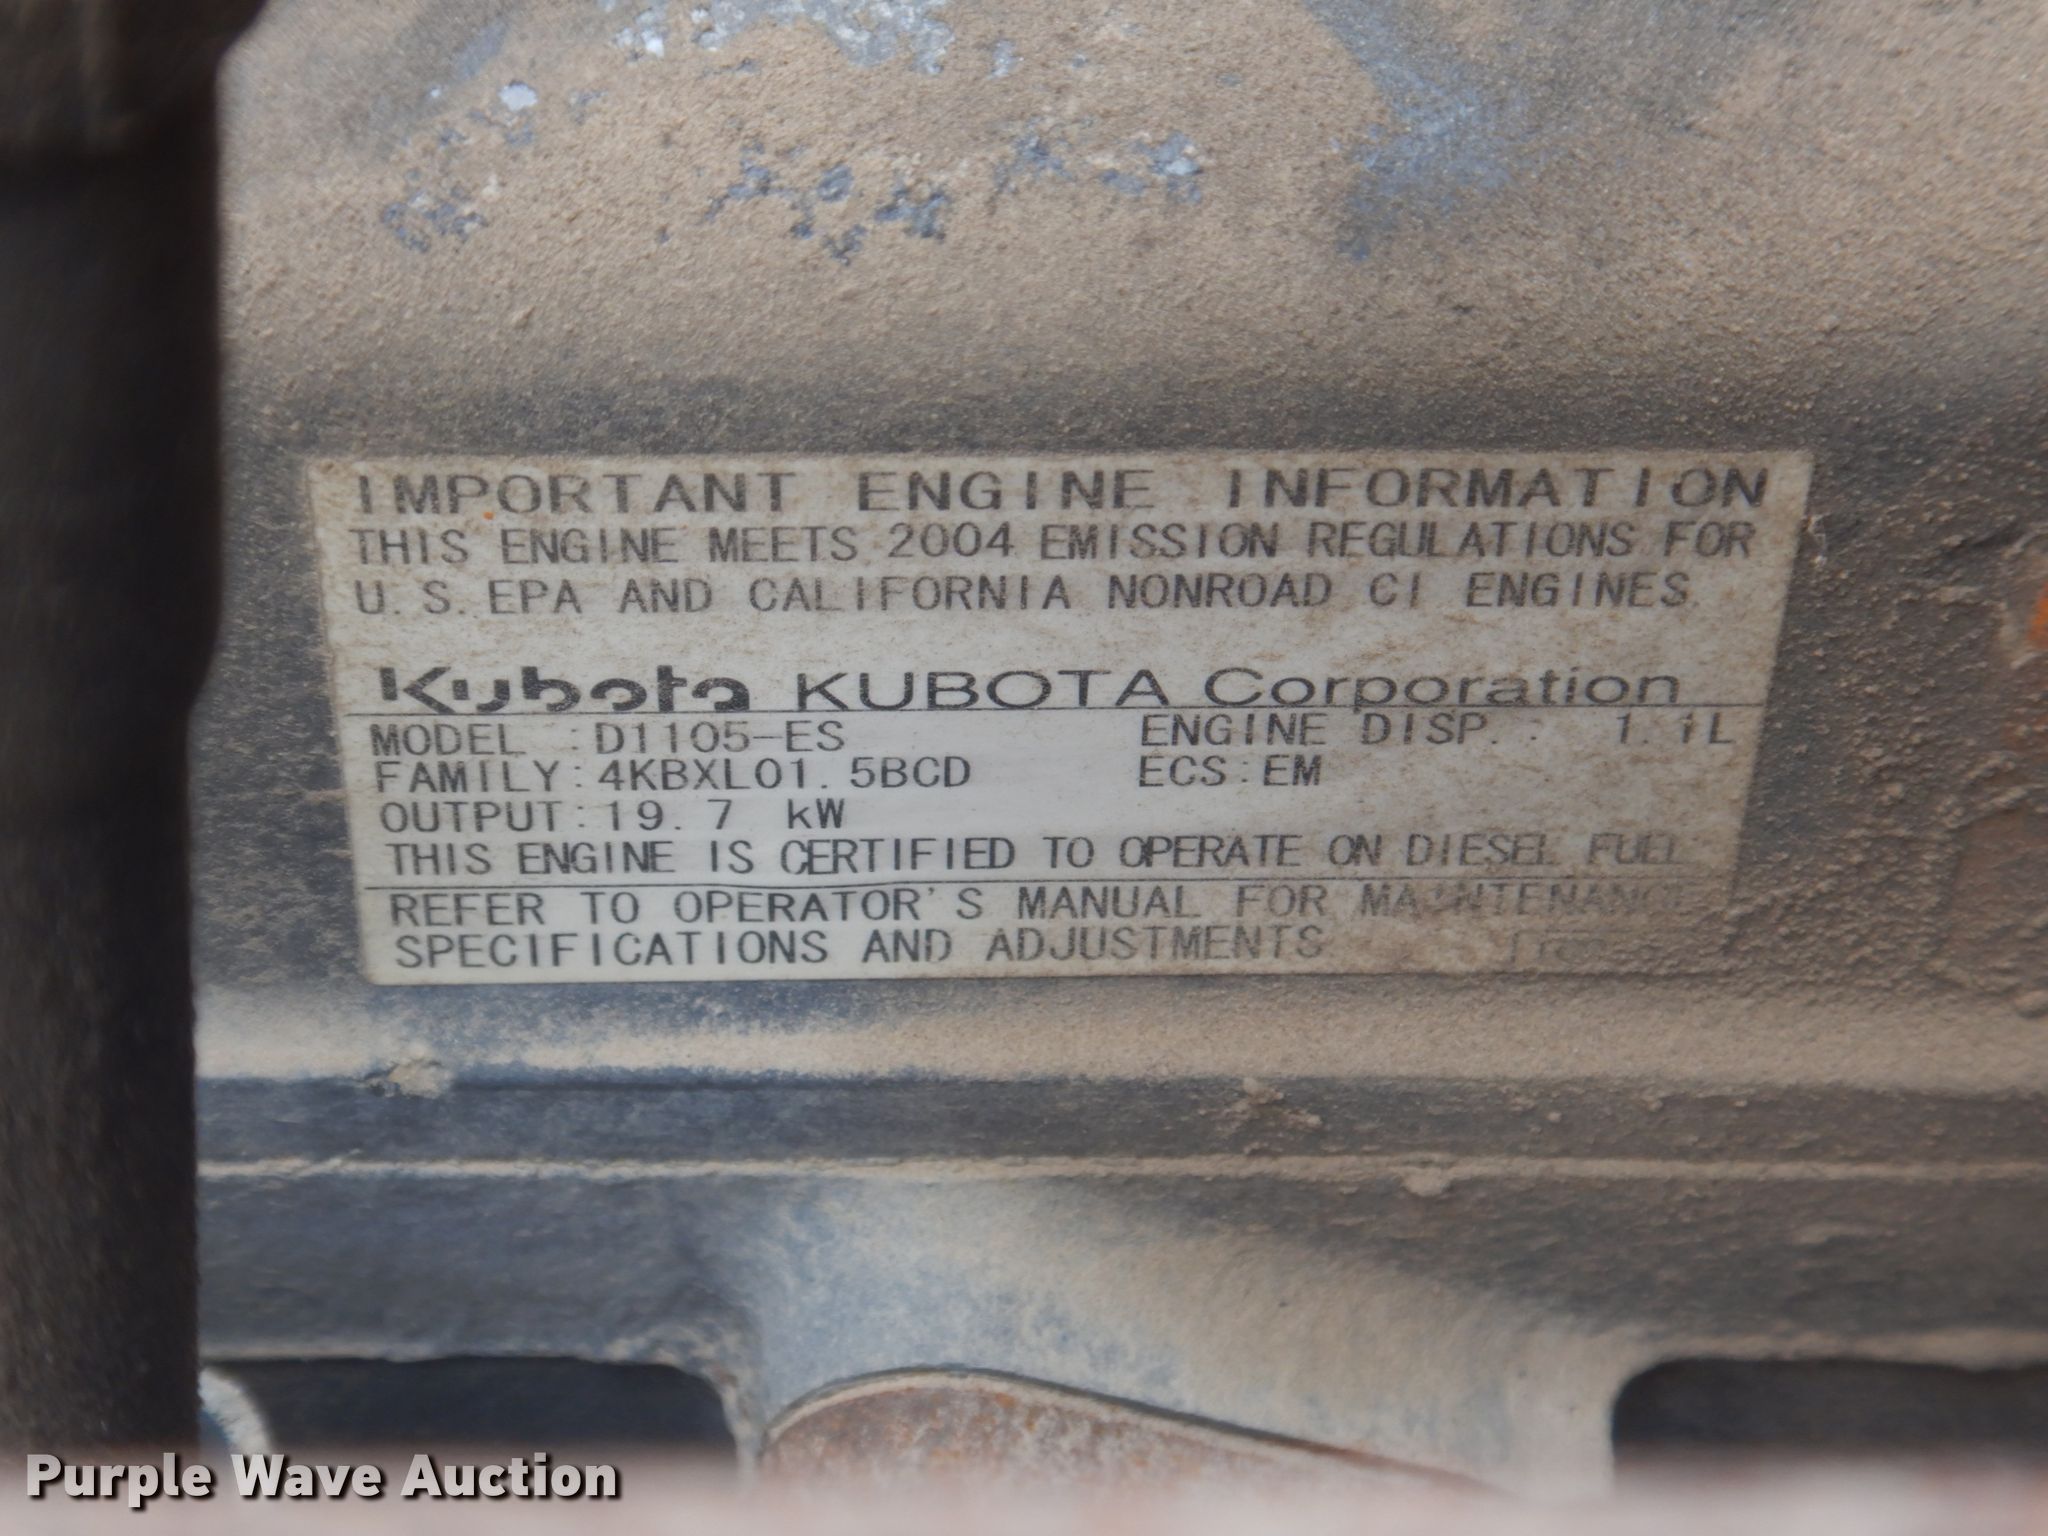 IMPORTANT ENGINE INFORMATION
THIS ENGINE MEETS 2004 EMISSION REGULATIONS FOR
U.S.EPA AND CALIFORNIA NONROAD CI ENGINES.
Kubota KUBOTA Corporation
MODEL :D1105-ES ENGINE DISP.: 1.1L
FAMILY:4KBXL01.5BCD ECS:EM
OUTPUT:19.7 kW
THIS ENGINE IS CERTIFIED TO OPERATE ON DIESEL FUEL
REFER TO OPERATOR'S MANUAL FOR MAINTENANCE
SPECIFICATIONS AND ADJUSTMENTS
Purple Wave Auction